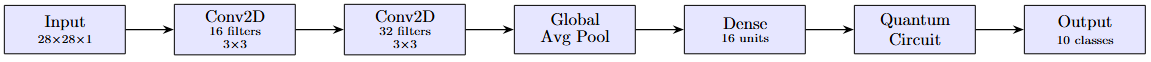 Input
28×28×1
Conv2D
16 filters
3×3
Conv2D
32 filters
3×3
Global
Avg Pool
Dense
16 units
Quantum
Circuit
Output
10 classes